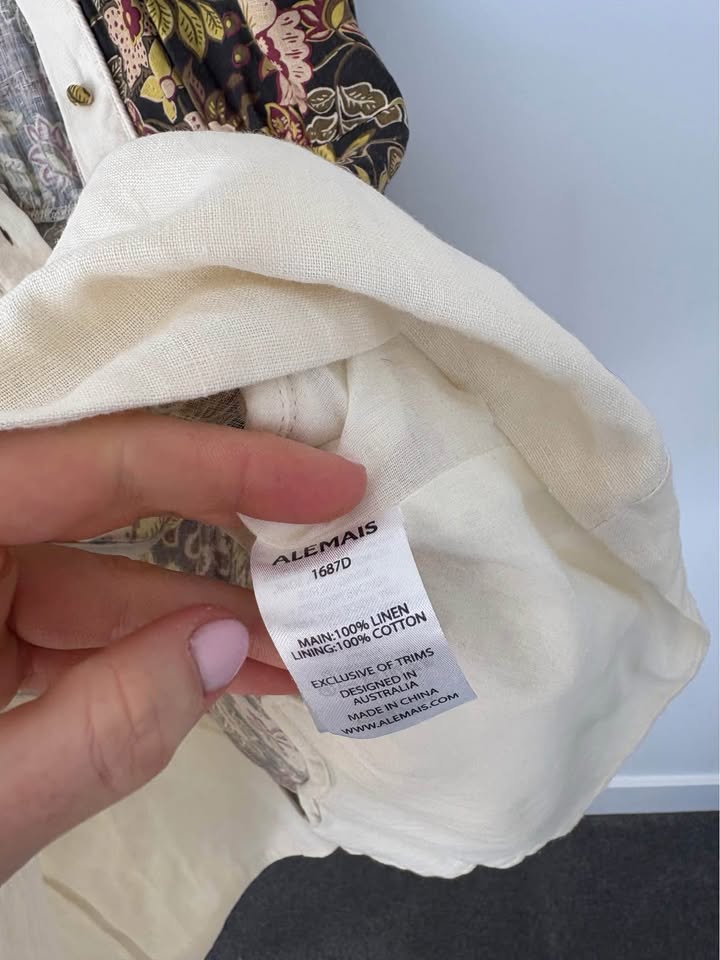 ALEMAIS
1687D
MAIN:100% LINEN
LINING:100% COTTON
EXCLUSIVE OF TRIMS
DESIGNED IN
AUSTRALIA
MADE IN CHINA
WWW.ALEMAIS.COM